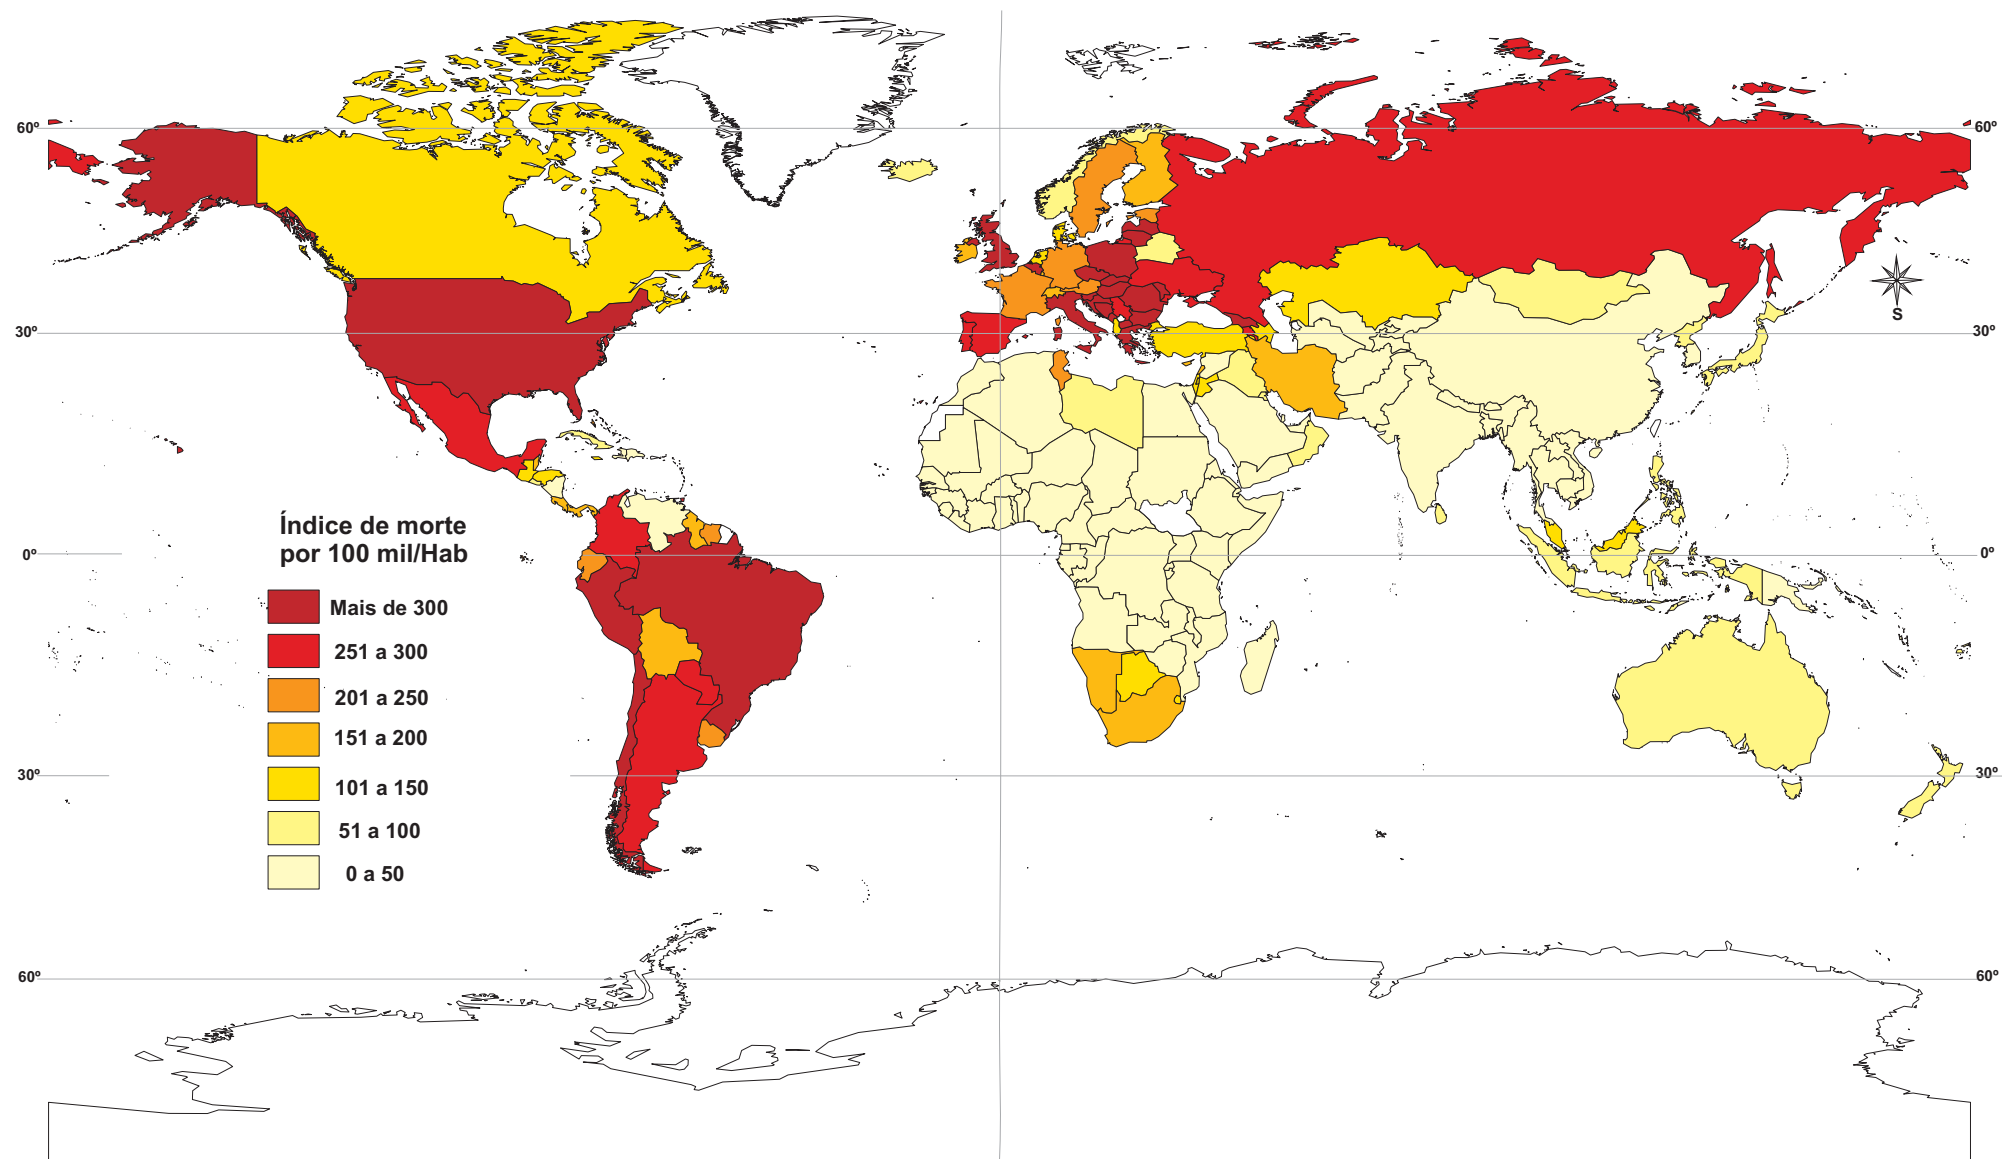 60º
60º
30º
S
30º
Índice de morte
por 100 mil/Hab
0º
0º
Mais de 300
251 a 300
201 a 250
151 a 200
101 a 150
51 a 100
0 a 50
30º
30º
60º
60º